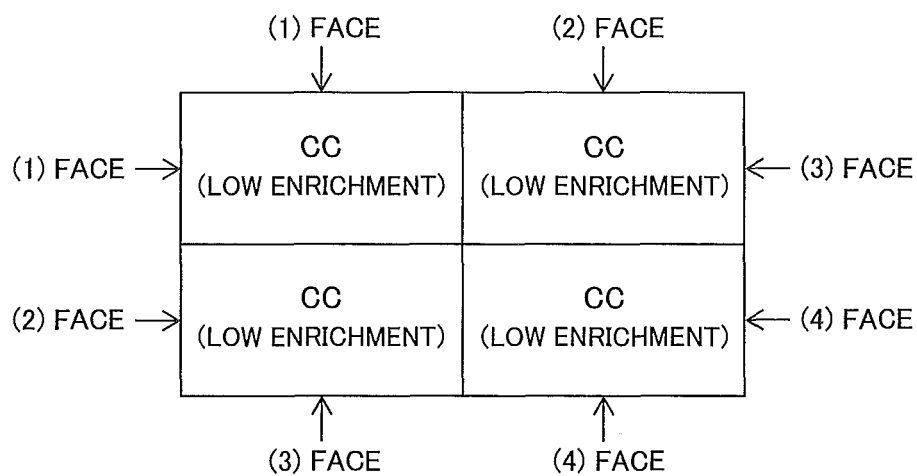 (1) FACE (2) FACE
CC CC
(1) FACE (3) FACE
(LOW ENRICHMENT) (LOW ENRICHMENT)
CC CC
(2) FACE (4) FACE
(LOW ENRICHMENT) (LOW ENRICHMENT)
(3) FACE (4) FACE